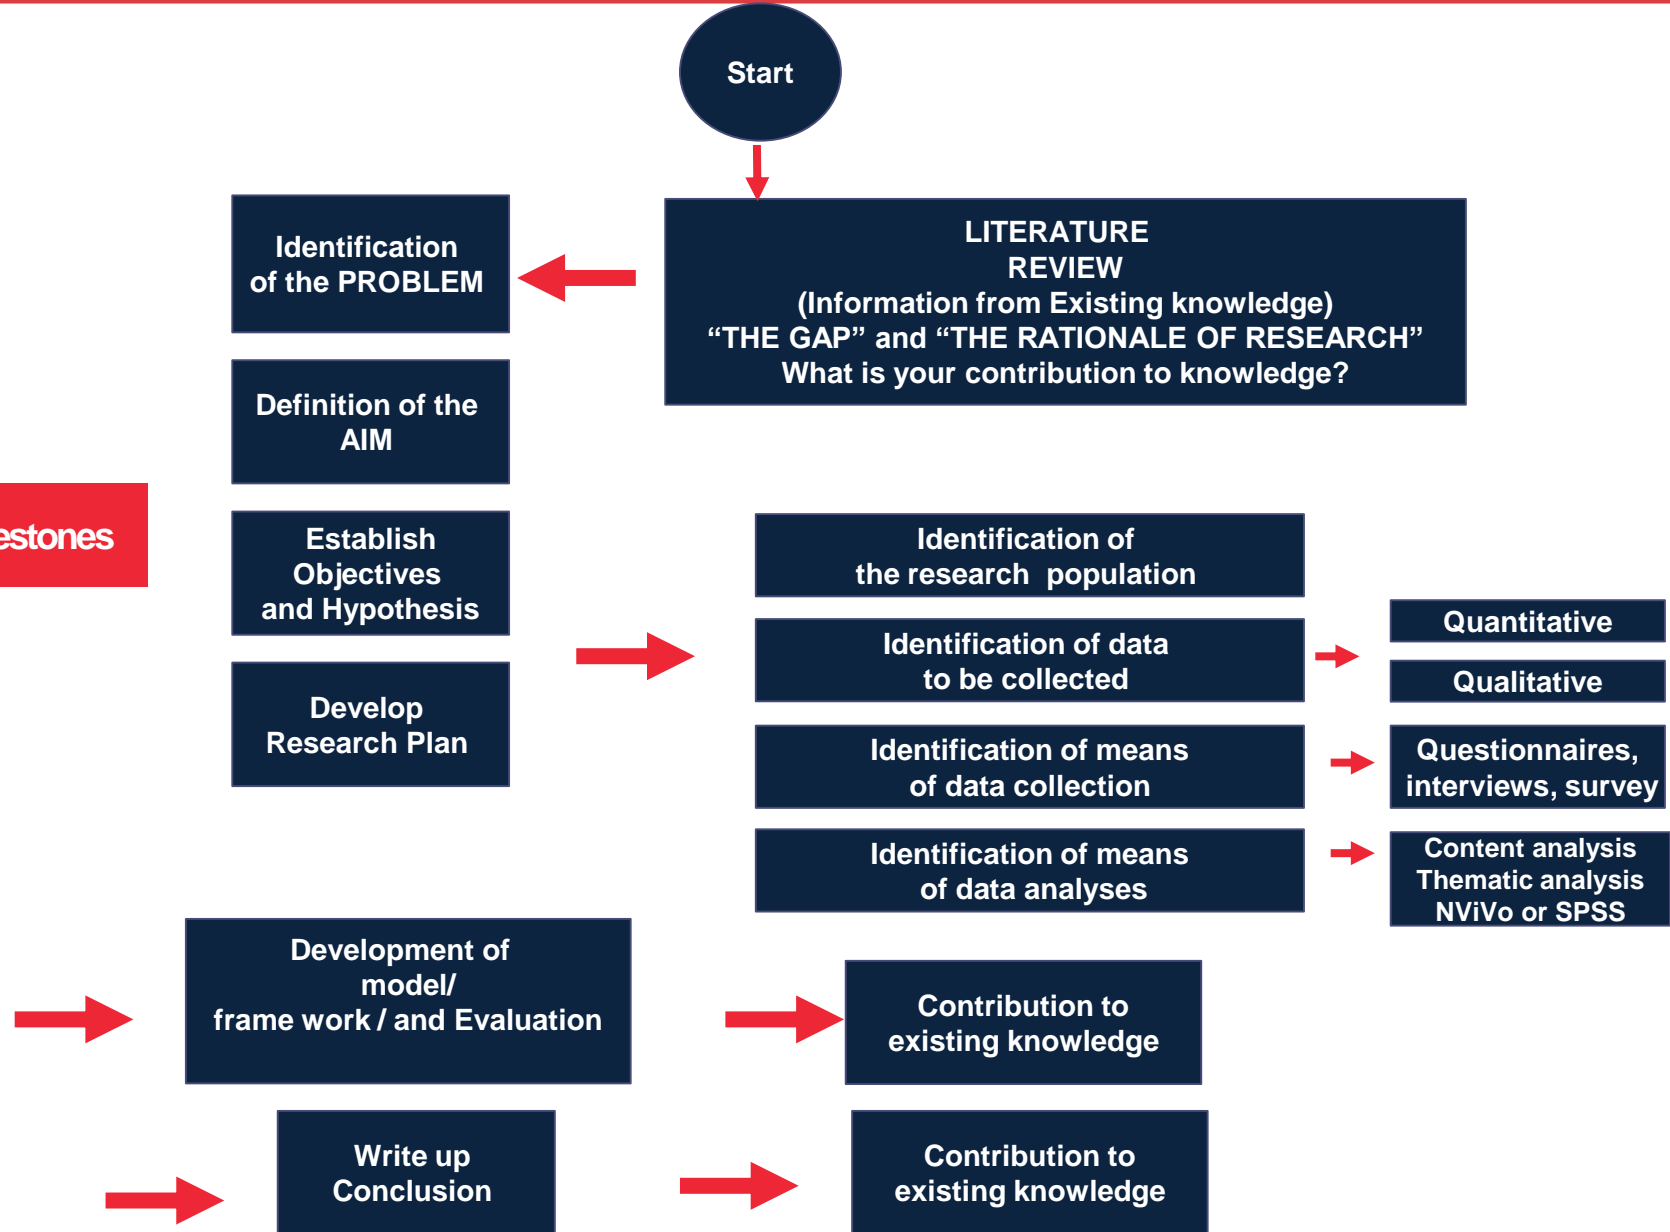 Start
LITERATURE
REVIEW
(Information from Existing knowledge)
“THE GAP” and “THE RATIONALE OF RESEARCH”
What is your contribution to knowledge?
Identification
of the PROBLEM
Definition of the
AIM
Establish
Objectives
and Hypothesis
Develop
Research Plan
estones
Identification of
the research population
Identification of data
to be collected
Quantitative
Qualitative
Identification of means
of data collection
Questionnaires,
interviews, survey
Identification of means
of data analyses
Content analysis
Thematic analysis
NViVo or SPSS
Development of
model/
frame work / and Evaluation
Contribution to
existing knowledge
Write up
Conclusion
Contribution to
existing knowledge